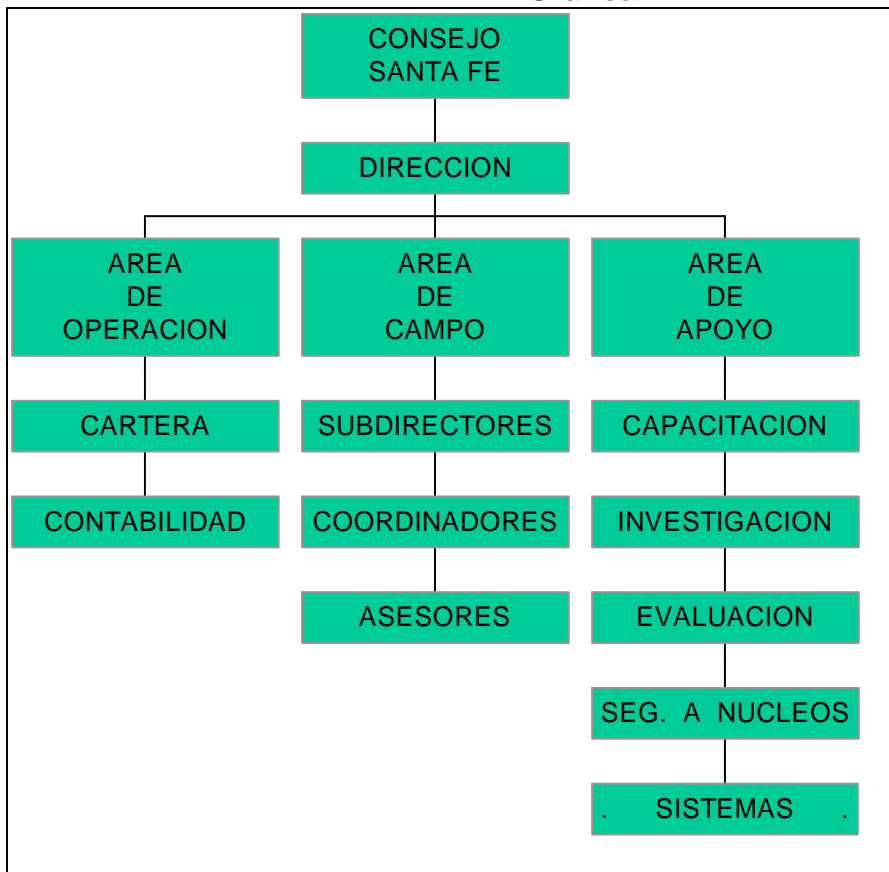 CONSEJO
SANTA FE
DIRECCION
AREA
DE
OPERACION
AREA
DE
CAMPO
AREA
DE
APOYO
CARTERA
SUBDIRECTORES
CAPACITACION
CONTABILIDAD
COORDINADORES
INVESTIGACION
ASESORES
EVALUACION
SEG. A NUCLEOS
. SISTEMAS .